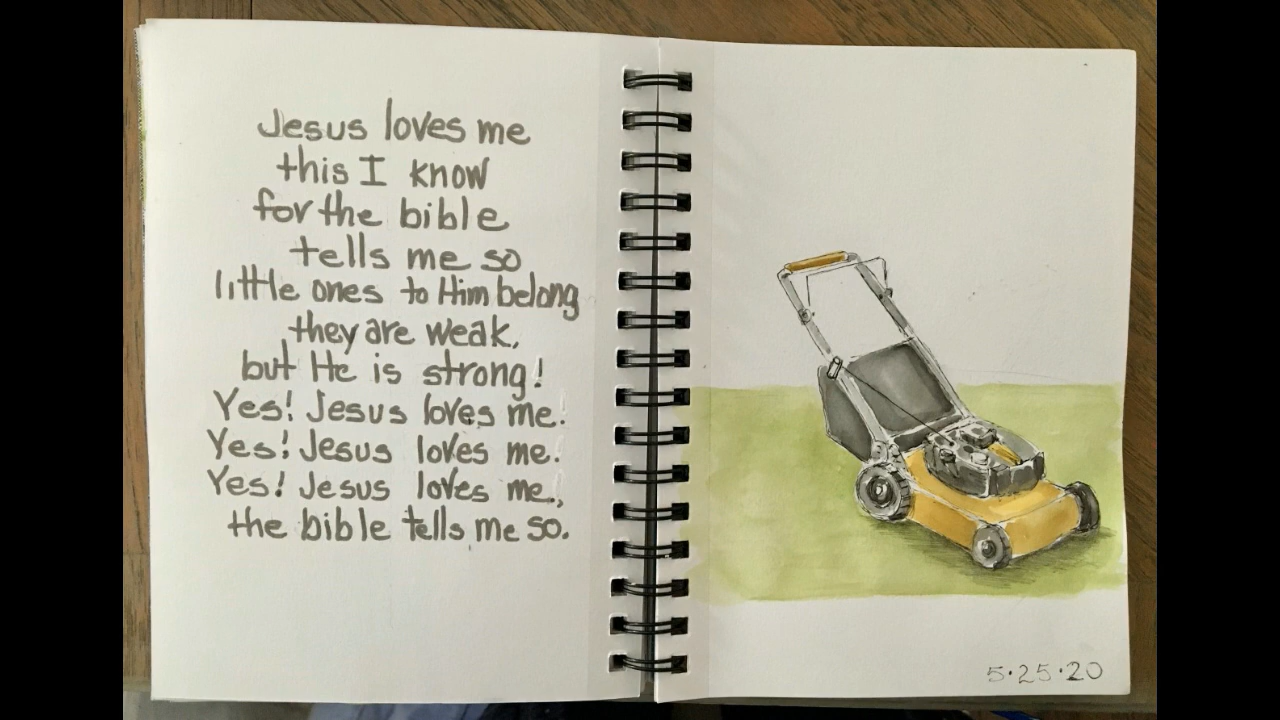 Jesus loves me
this I know
for the bible
tells me so
little ones to Him belong
they are weak,
but He is strong!
Yes! Jesus loves me.
Yes! Jesus loves me.
Yes! Jesus loves me,
the bible tells me so.
5·25·20